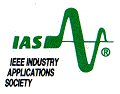 IAS
®
IEEE INDUSTRY
APPLICATIONS
SOCIETY